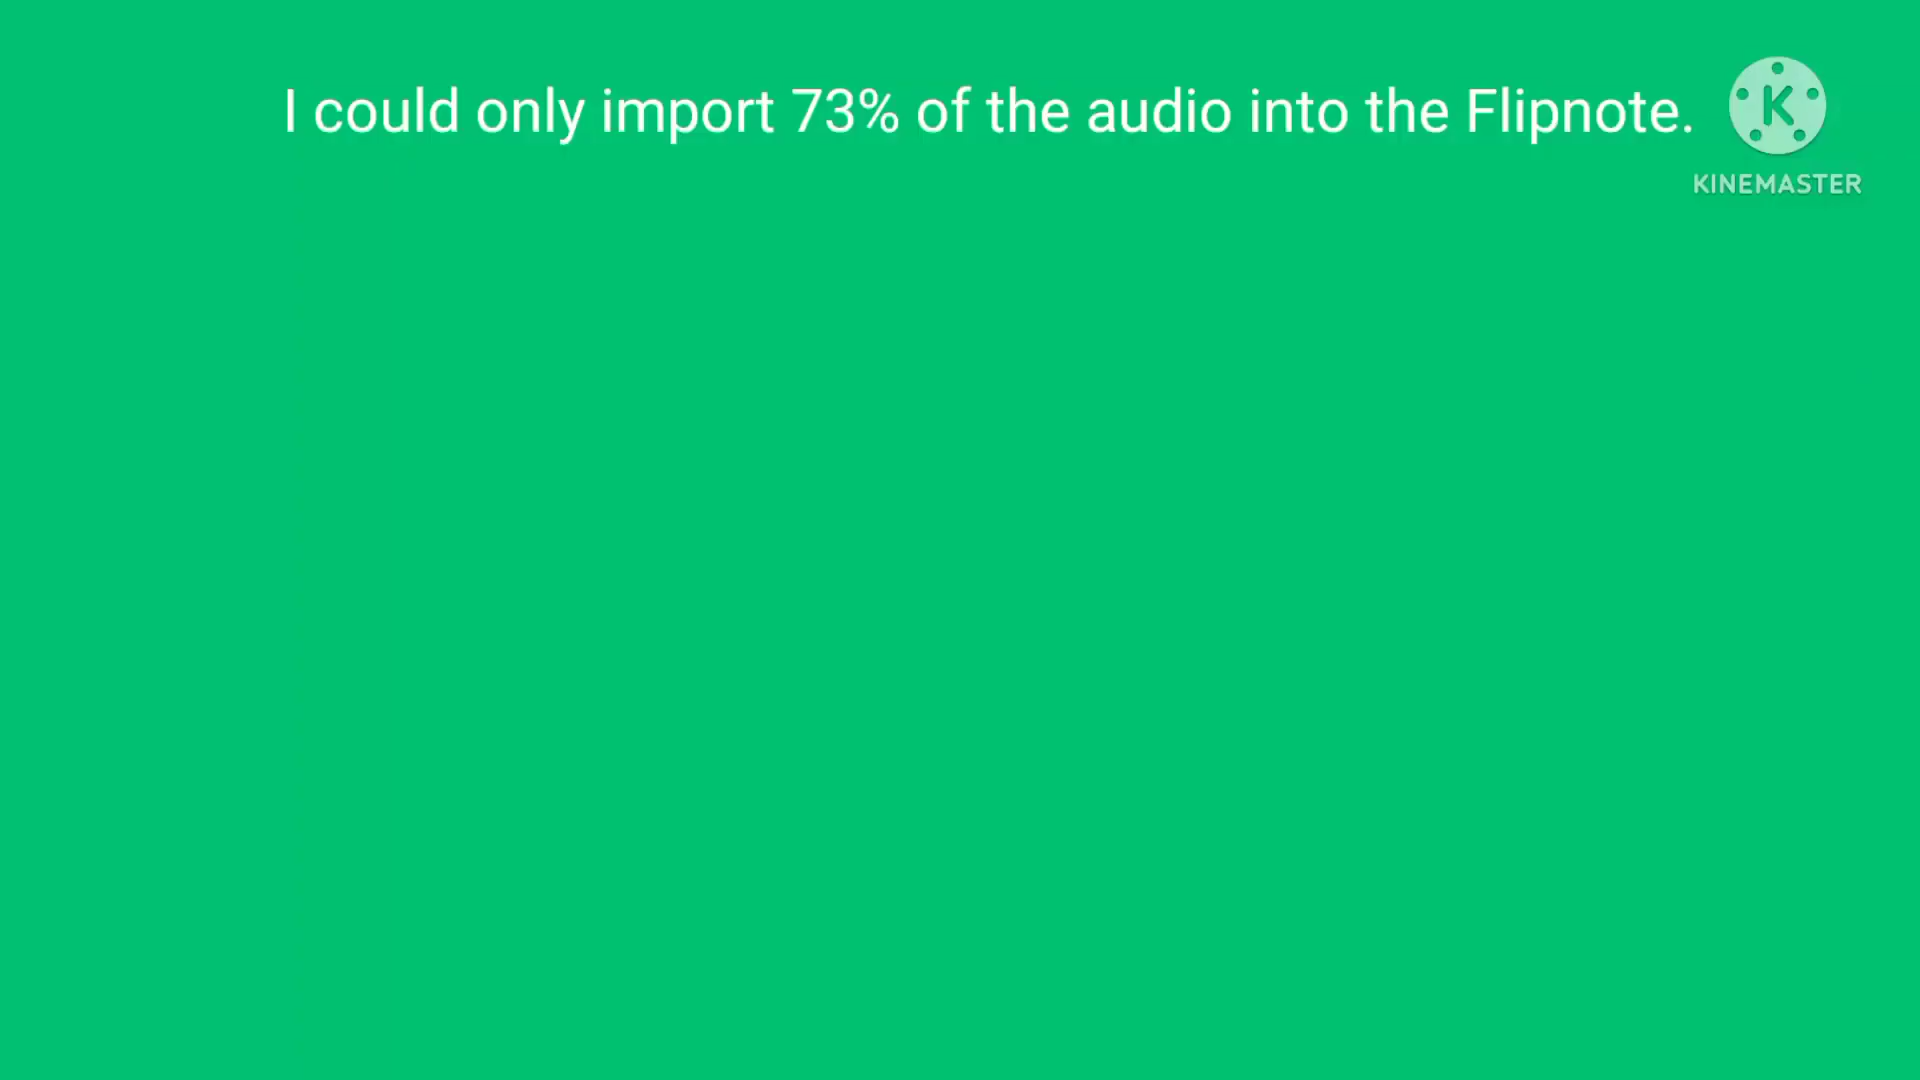 I could only import 73% of the audio into the Flipnote.
K
KINEMASTER